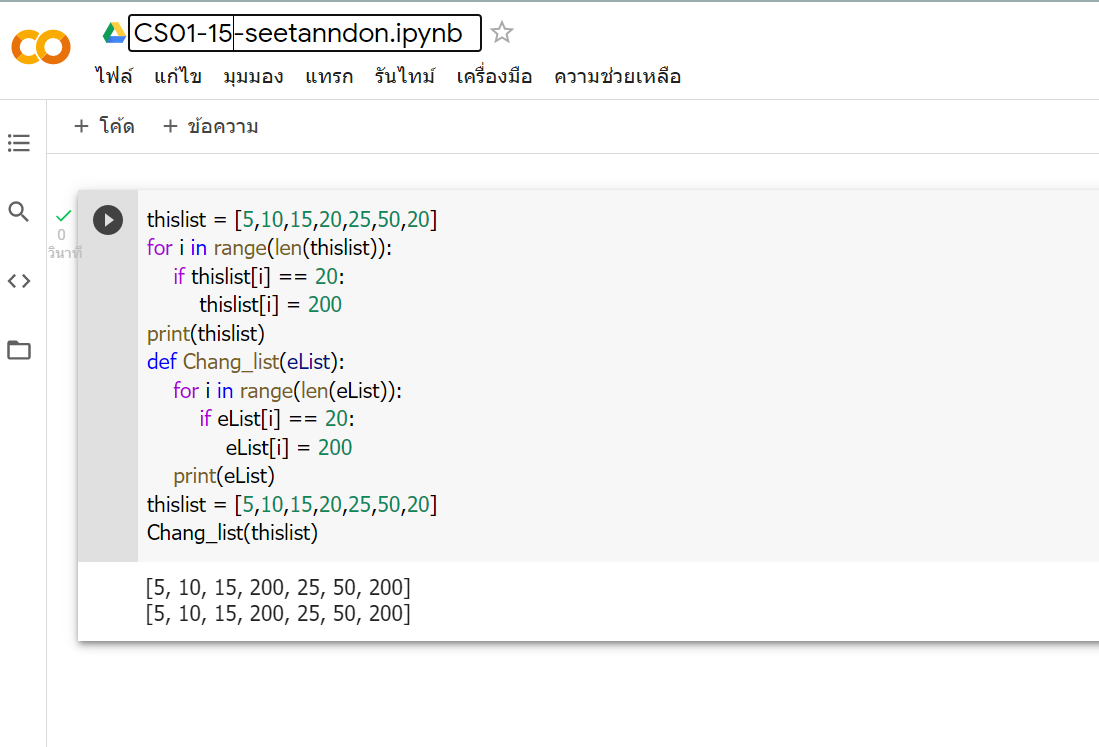 CS01-15-seetanndon.ipynb
ไฟล์ แก้ไข มุมมอง แทรก รันไทม์ เครื่องมือ ความช่วยเหลือ
+ โค้ด + ข้อความ
0
วินาที
thislist = [5,10,15,20,25,50,20]
for i in range(len(thislist)):
    if thislist[i] == 20:
        thislist[i] = 200
print(thislist)
def Chang_list(eList):
    for i in range(len(eList)):
        if eList[i] == 20:
            eList[i] = 200
    print(eList)
thislist = [5,10,15,20,25,50,20]
Chang_list(thislist)
[5, 10, 15, 200, 25, 50, 200]
[5, 10, 15, 200, 25, 50, 200]